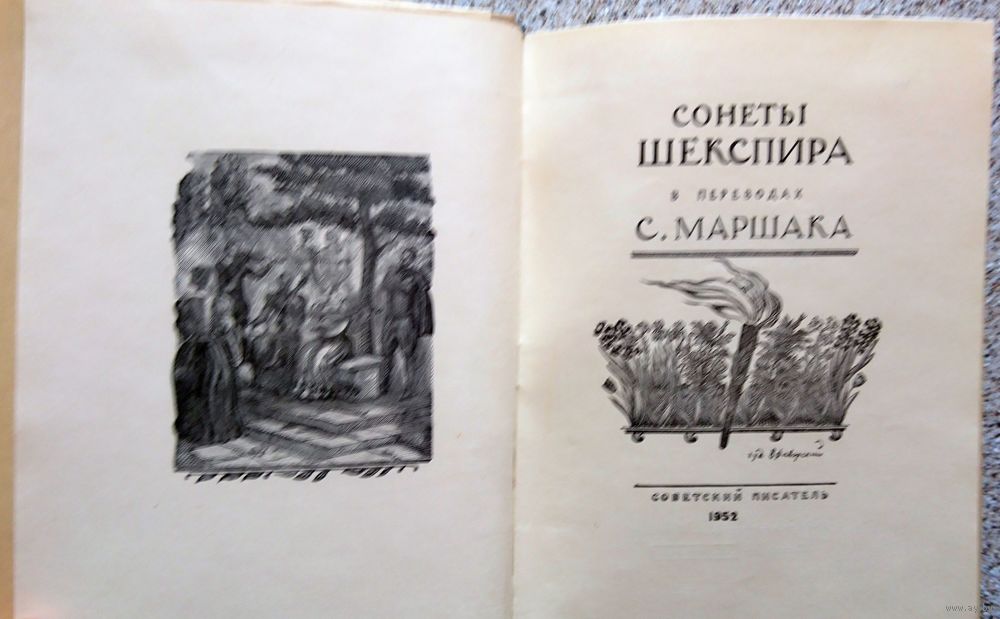 СОНЕТЫ
ШЕКСПИРА
В ПЕРЕВОДАХ
С. МАРШАКА
СОВЕТСКИЙ ПИСАТЕЛЬ
1952